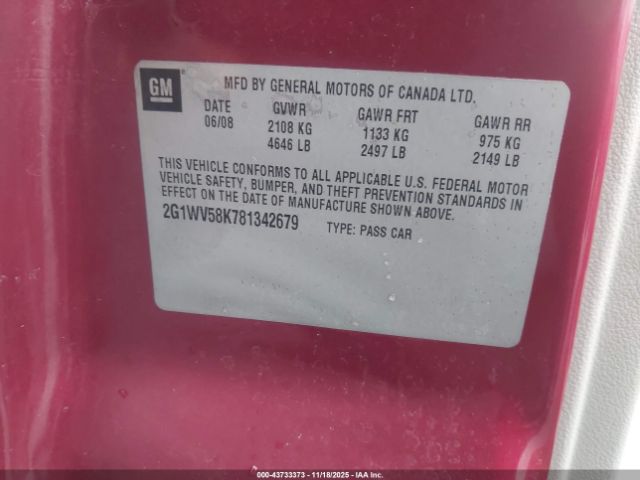 GM
MFD BY GENERAL MOTORS OF CANADA LTD.
DATE GVWR GAWR FRT GAWR RR
06/08 2108 KG 1133 KG 975 KG
4646 LB 2497 LB 2149 LB
THIS VEHICLE CONFORMS TO ALL APPLICABLE U.S. FEDERAL MOTOR
VEHICLE SAFETY, BUMPER, AND THEFT PREVENTION STANDARDS IN
EFFECT ON THE DATE OF MANUFACTURE SHOWN ABOVE.
2G1WV58K781342679 TYPE: PASS CAR
000-43733373 - 11/18/2025 - IAA Inc.